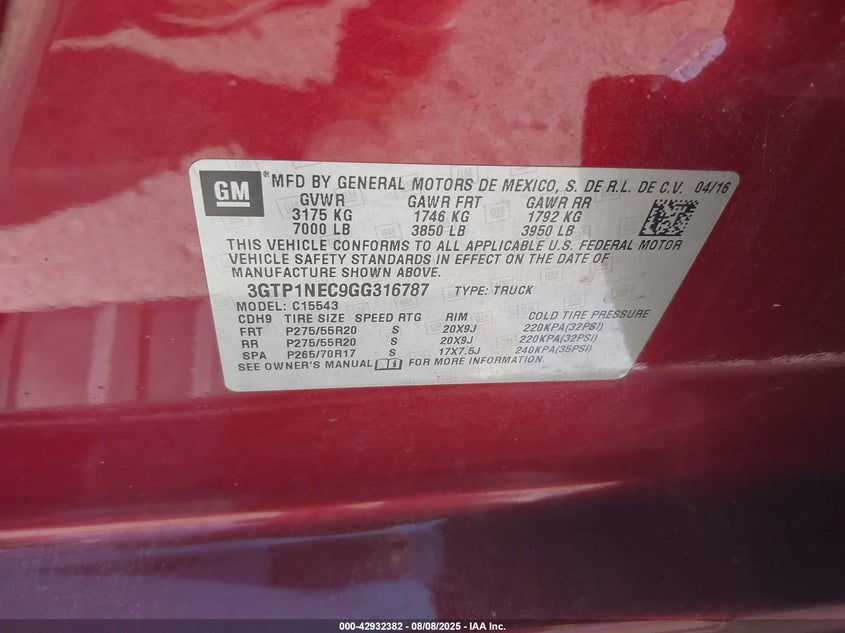 GM ® MFD BY GENERAL MOTORS DE MEXICO, S. DE R.L. DE C.V. 04/16
GVWR GAWR FRT GAWR RR
3175 KG 1746 KG 1792 KG
7000 LB 3850 LB 3950 LB
THIS VEHICLE CONFORMS TO ALL APPLICABLE U.S. FEDERAL MOTOR
VEHICLE SAFETY STANDARDS IN EFFECT ON THE DATE OF
MANUFACTURE SHOWN ABOVE.
3GTP1NEC9GG316787 TYPE: TRUCK
MODEL: C15543
CDH9 TIRE SIZE SPEED RTG RIM COLD TIRE PRESSURE
FRT P275/55R20 S 20X9J 220KPA(32PSI)
RR P275/55R20 S 20X9J 220KPA(32PSI)
SPA P265/70R17 S 17X7.5J 240KPA(35PSI)
SEE OWNER'S MANUAL FOR MORE INFORMATION.
000-42932382 - 08/08/2025 - IAA Inc.